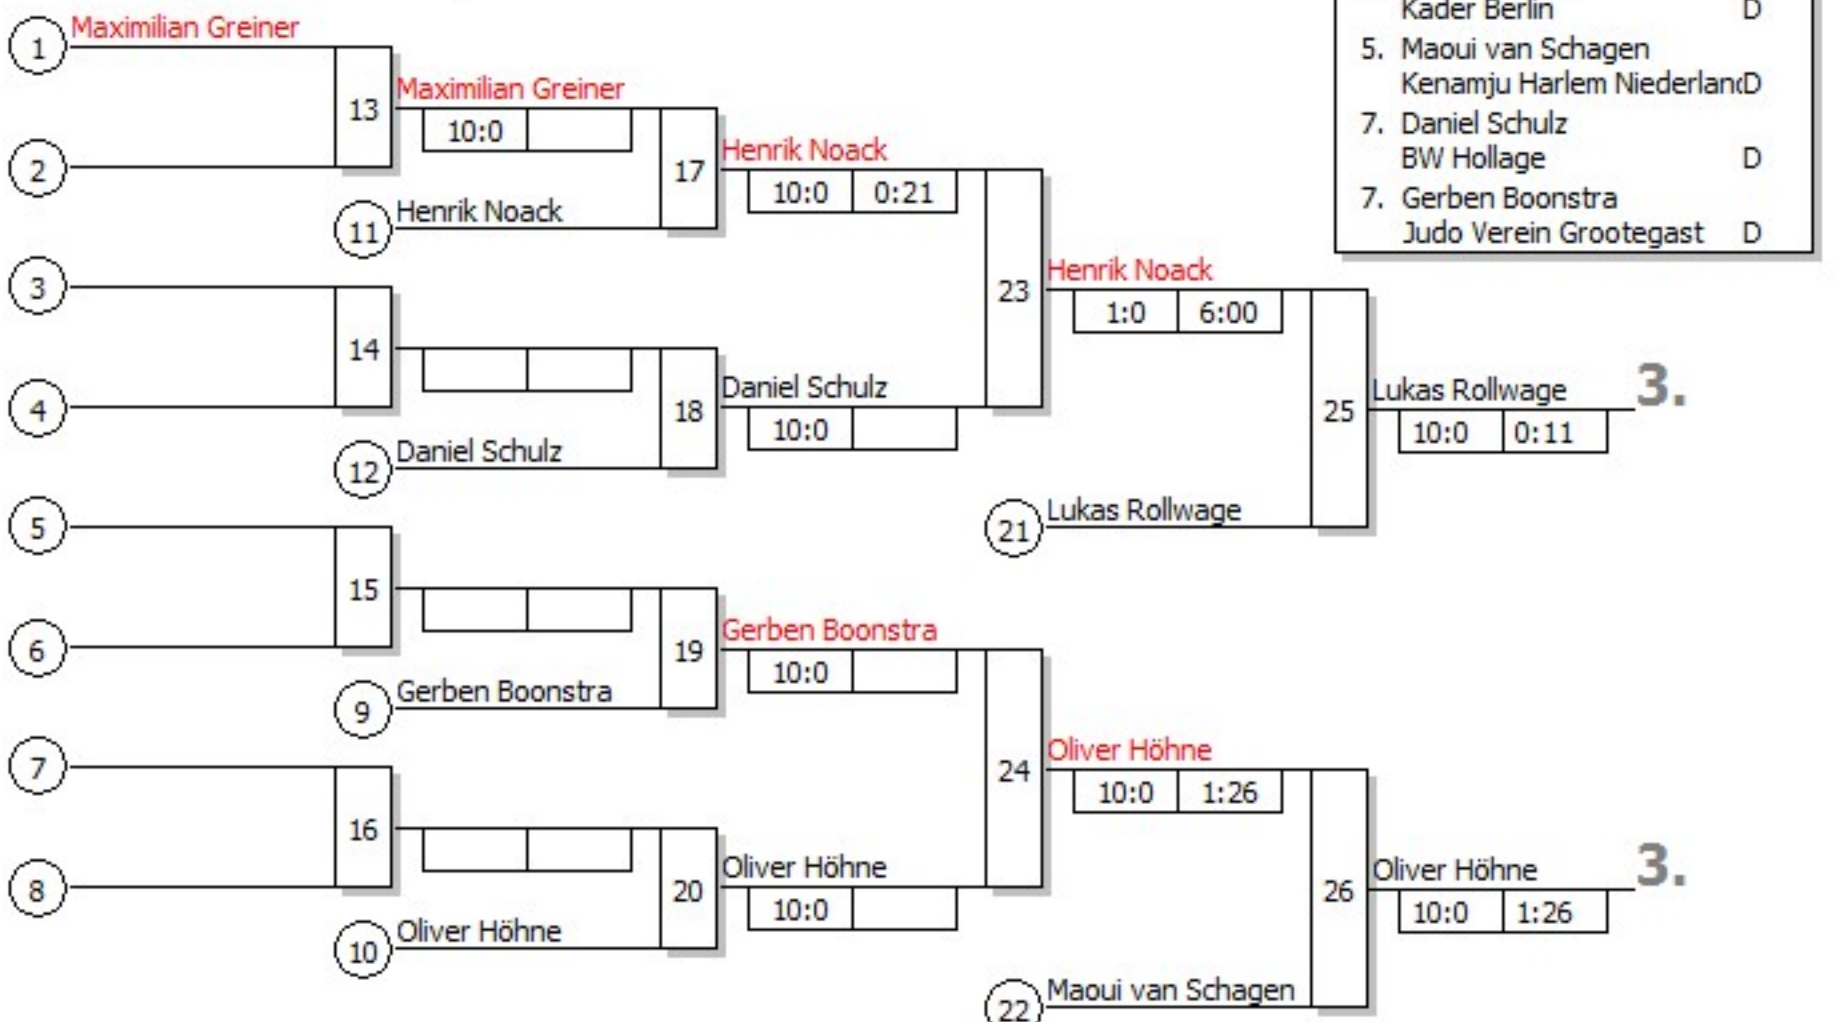 Kader Berlin D
1 Maximilian Greiner
5. Maoui van Schagen
Kenamju Harlem Niederland D
13 Maximilian Greiner
10:0
7. Daniel Schulz
BW Hollage D
2
17 Henrik Noack
10:0 0:21
7. Gerben Boonstra
Judo Verein Grootegast D
11 Henrik Noack
3
23 Henrik Noack
1:0 6:00
14
4
18 Daniel Schulz
10:0
25 Lukas Rollwage 3.
10:0 0:11
12 Daniel Schulz
5
21 Lukas Rollwage
15
6
19 Gerben Boonstra
10:0
9 Gerben Boonstra
7
24 Oliver Höhne
10:0 1:26
16
8
20 Oliver Höhne
10:0
26 Oliver Höhne 3.
10:0 1:26
10 Oliver Höhne
22 Maoui van Schagen